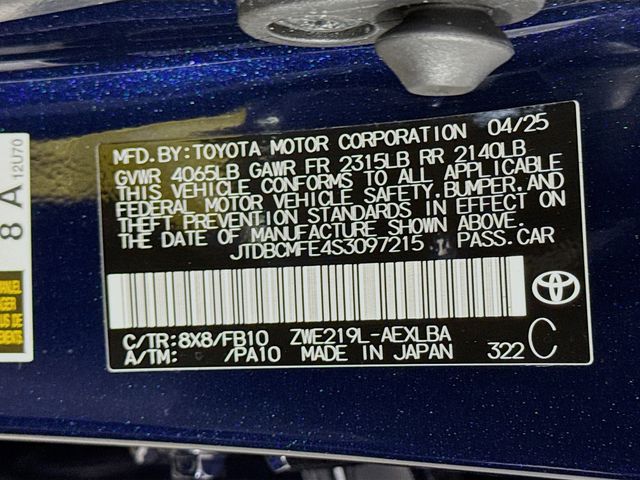 MFD.BY:TOYOTA MOTOR CORPORATION 04/25
GVWR 4065LB GAWR FR 2315LB RR 2140LB
THIS VEHICLE CONFORMS TO ALL APPLICABLE
FEDERAL MOTOR VEHICLE SAFETY, BUMPER, AND
THEFT PREVENTION STANDARDS IN EFFECT ON
THE DATE OF MANUFACTURE SHOWN ABOVE.
JTDBCMFE4S3097215 PASS.CAR
C/TR:8X8/FB10 ZWE219L-AEXLBA
A/TM: /PA10 MADE IN JAPAN 322 C
8 A 12U70